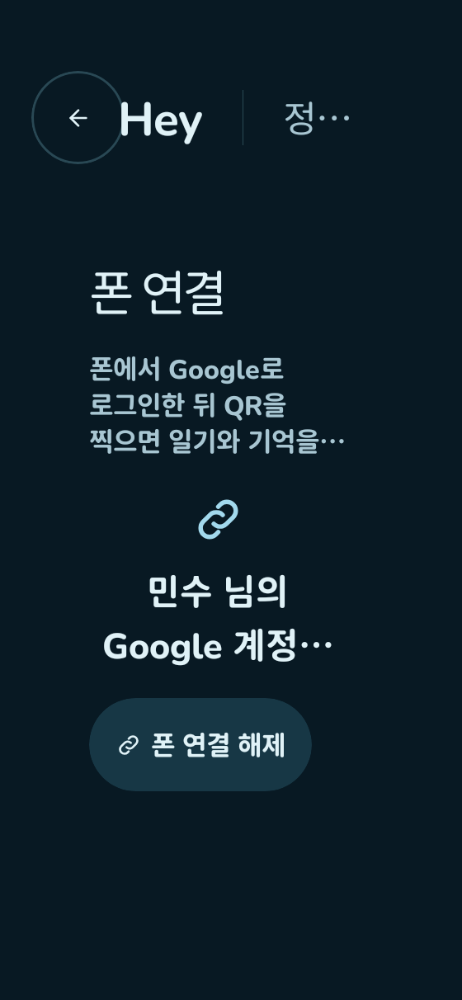 Hey
정…
폰 연결
폰에서 Google로
로그인한 뒤 QR을
찍으면 일기와 기억을…
민수 님의
Google 계정…
폰 연결 해제